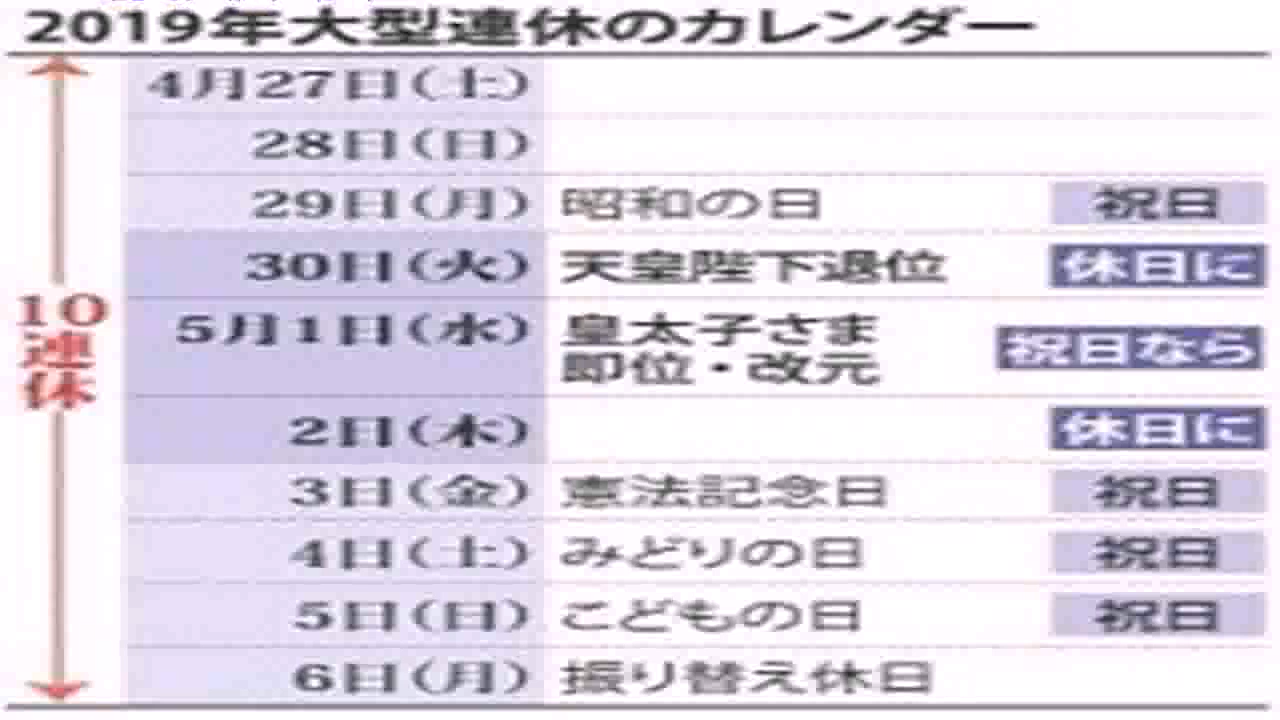 2019年大型連休のカレンダー
10連休
4月27日(土)
28日(日)
29日(月) 昭和の日 祝日
30日(火) 天皇陛下退位 休日に
5月1日(水) 皇太子さま 祝日なら
即位・改元
2日(木) 休日に
3日(金) 憲法記念日 祝日
4日(土) みどりの日 祝日
5日(日) こどもの日 祝日
6日(月) 振り替え休日